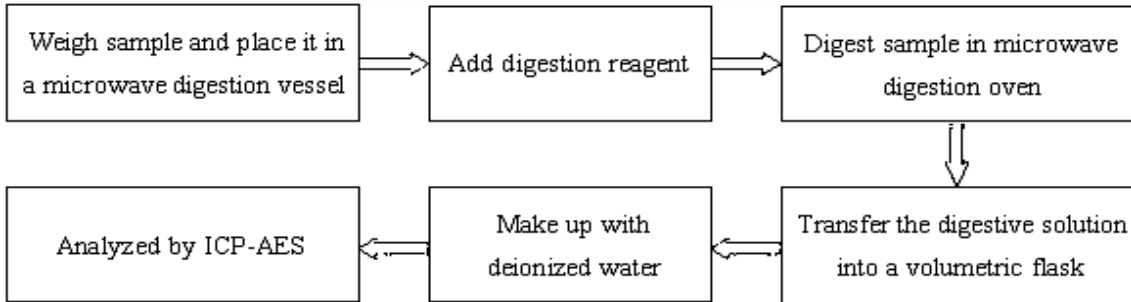 Weigh sample and place it in
a microwave digestion vessel
Add digestion reagent
Digest sample in microwave
digestion oven
Transfer the digestive solution
into a volumetric flask
Make up with
deionized water
Analyzed by ICP-AES